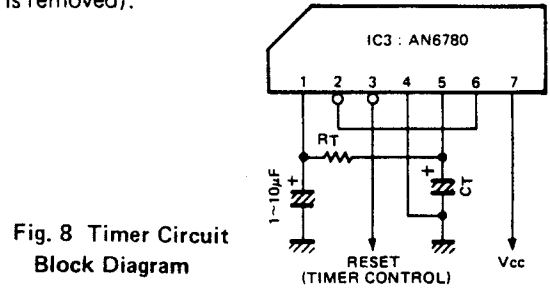 is removed).
IC3 : AN6780
1 2 3 4 5 6 7
RT
+
+
1~10µF
CT
Fig. 8 Timer Circuit
Block Diagram
RESET
(TIMER CONTROL)
Vcc